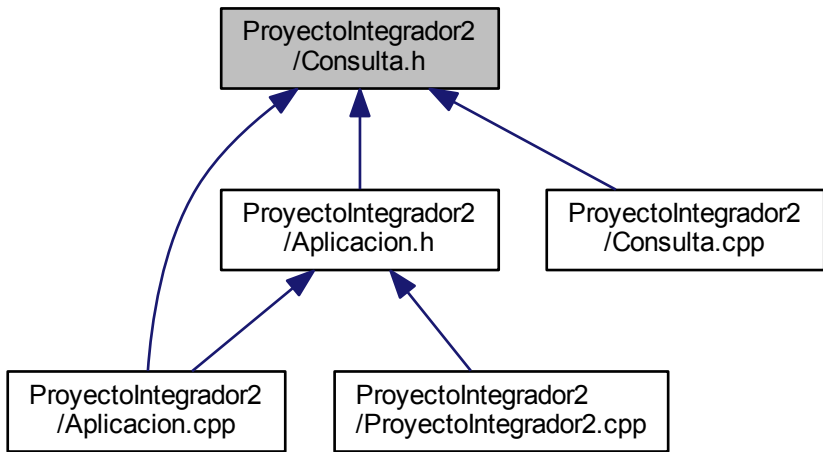 ProyectoIntegrador2
/Consulta.h
ProyectoIntegrador2
/Aplicacion.h
ProyectoIntegrador2
/Consulta.cpp
ProyectoIntegrador2
/Aplicacion.cpp
ProyectoIntegrador2
/ProyectoIntegrador2.cpp